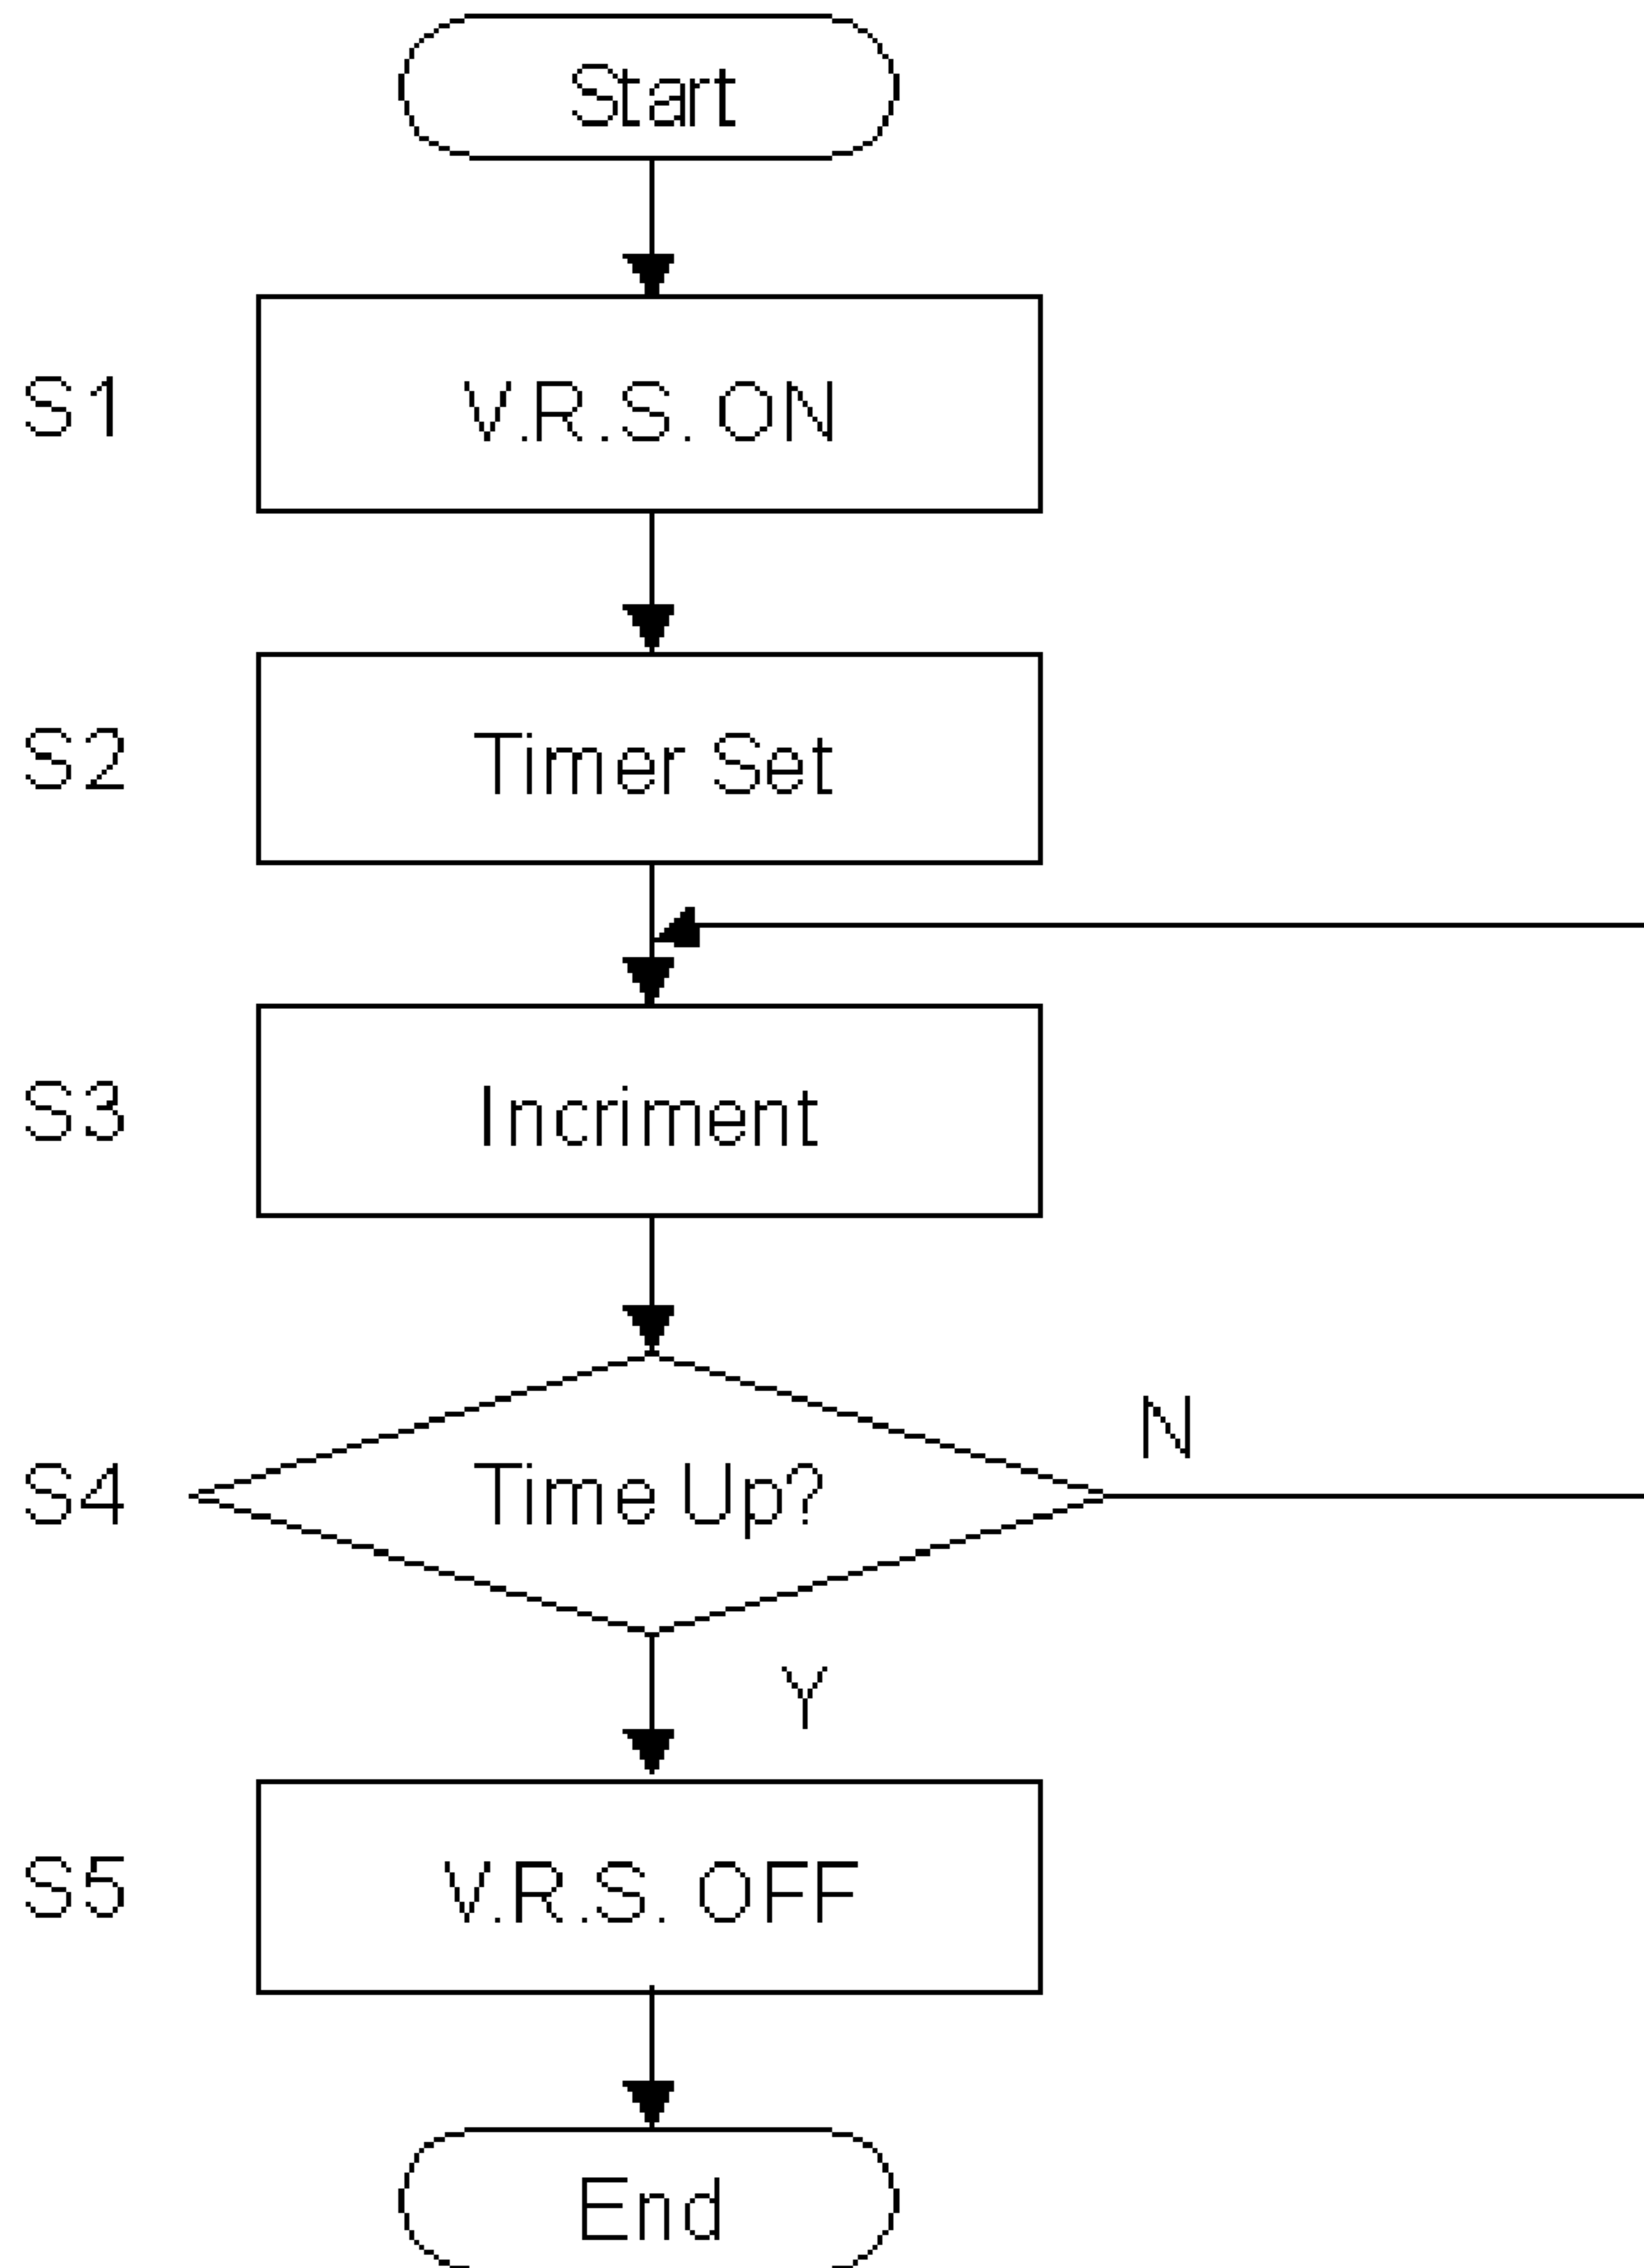 Start
S1
V.R.S. ON
S2
Timer Set
S3
Incriment
S4
Time Up?
N
Y
S5
V.R.S. OFF
End